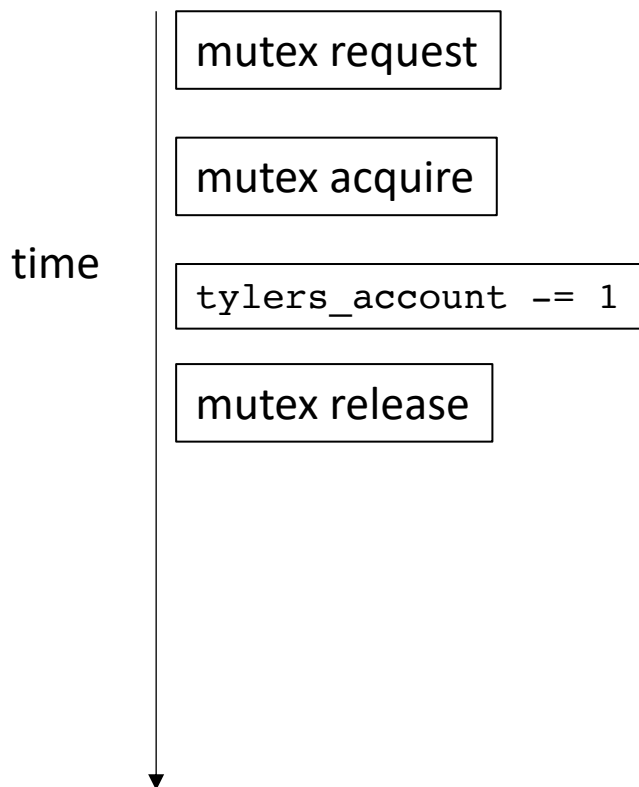 mutex request
mutex acquire
time
tylers_account -= 1
mutex release